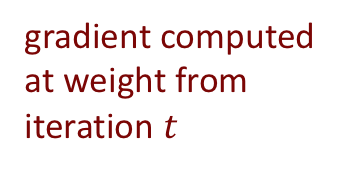 gradient computed
at weight from
iteration t